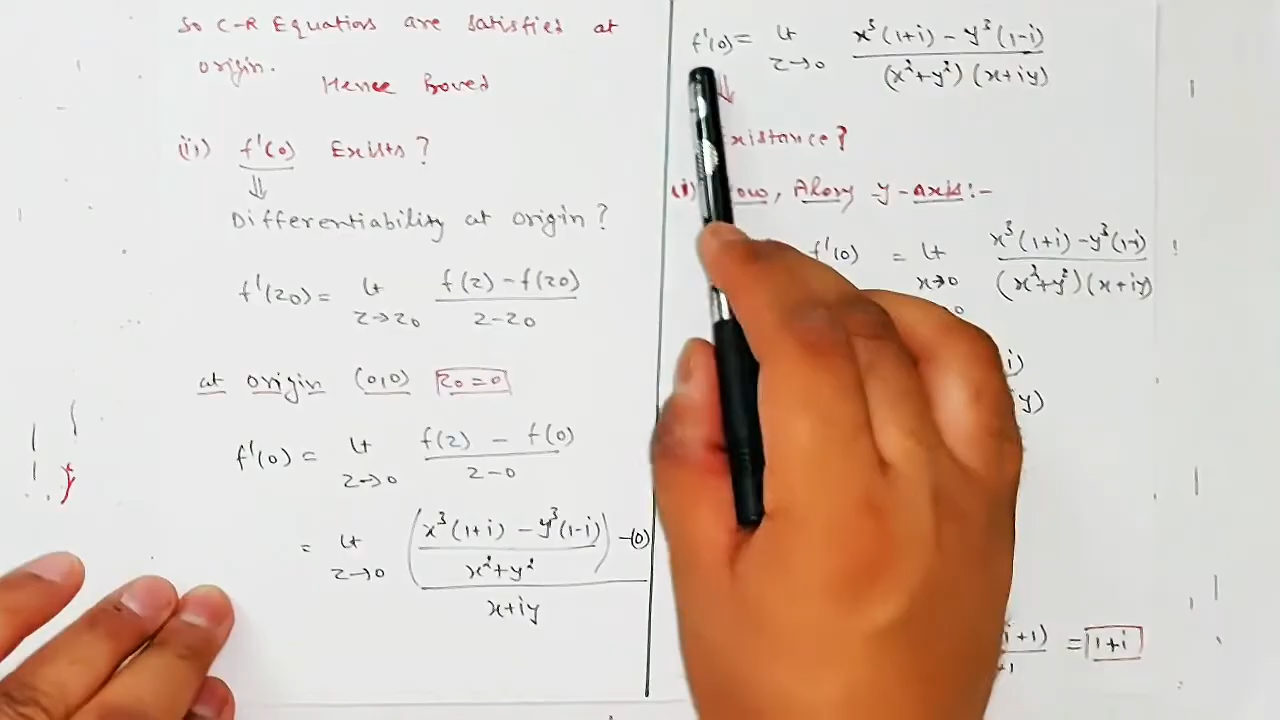 So C-R Equations are satisfied at
origin.
Hence Proved
(ii) f'(0) Exists?
⇓
Differentiability at origin?
f'(z0) = lt z→z0 f(z) - f(z0) / z - z0
at origin (0,0) z0 = 0
f'(0) = lt z→0 f(z) - f(0) / z - 0
= lt z→0 (x³(1+i) - y³(1-i) / x²+y²) - (0) / x+iy
f'(0) = lt z→0 x³(1+i) - y³(1-i) / (x²+y²)(x+iy)
⇓
xistance?
(i) ow, Along y-axis:-
f'(0) = lt x→0 x³(1+i) - y³(1-i) / (x²+y²)(x+iy)
i)
y)
i+1) = 1+i